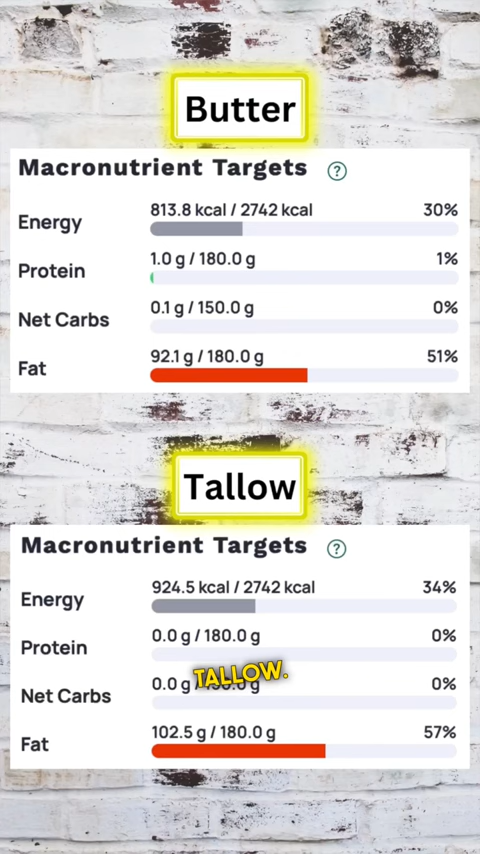 Butter
Macronutrient Targets ?
813.8 kcal / 2742 kcal 30%
Energy
1.0 g / 180.0 g 1%
Protein
0.1 g / 150.0 g 0%
Net Carbs
92.1 g / 180.0 g 51%
Fat
Tallow
Macronutrient Targets ?
924.5 kcal / 2742 kcal 34%
Energy
0.0 g / 180.0 g 0%
Protein
TALLOW.
0.0 g g 0%
Net Carbs
102.5 g / 180.0 g 57%
Fat